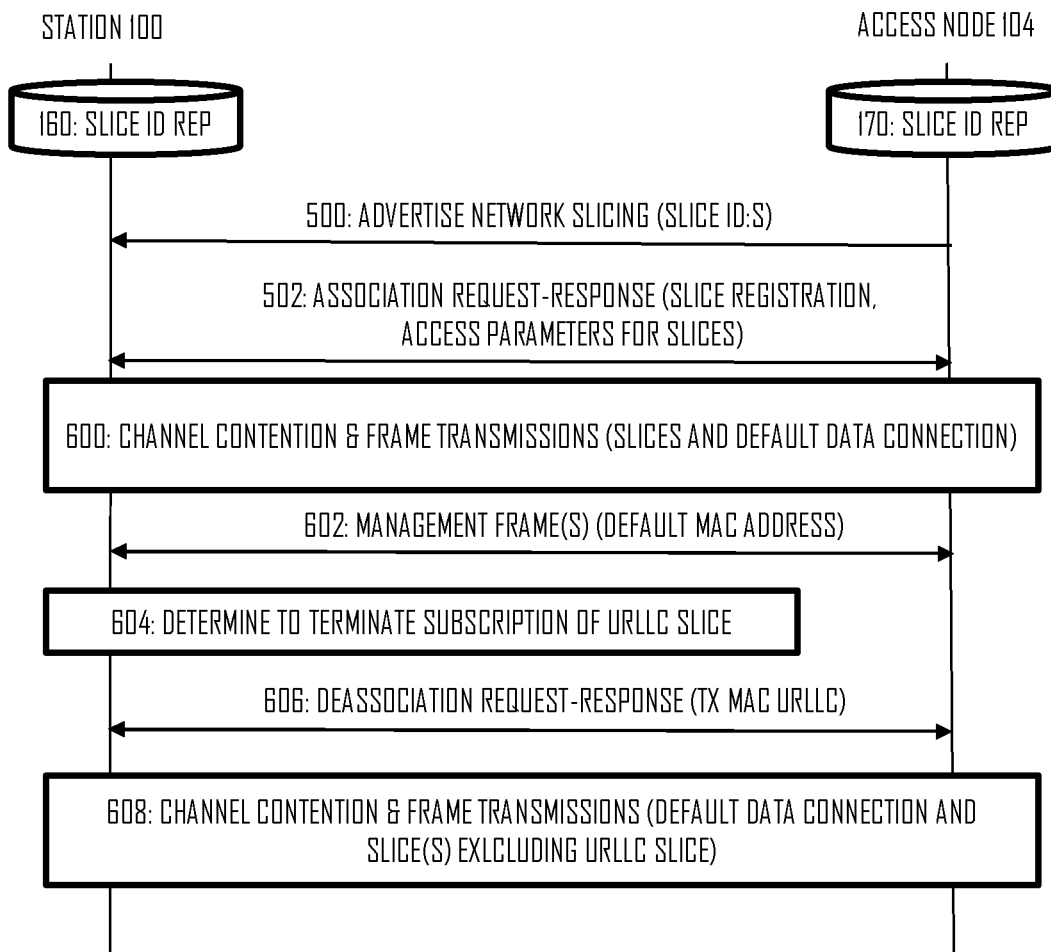 STATION 100
ACCESS NODE 104
160: SLICE ID REP
170: SLICE ID REP
500: ADVERTISE NETWORK SLICING (SLICE ID:S)
502: ASSOCIATION REQUEST-RESPONSE (SLICE REGISTRATION,
ACCESS PARAMETERS FOR SLICES)
600: CHANNEL CONTENTION & FRAME TRANSMISSIONS (SLICES AND DEFAULT DATA CONNECTION)
602: MANAGEMENT FRAME(S) (DEFAULT MAC ADDRESS)
604: DETERMINE TO TERMINATE SUBSCRIPTION OF URLLC SLICE
606: DEASSOCIATION REQUEST-RESPONSE (TX MAC URLLC)
608: CHANNEL CONTENTION & FRAME TRANSMISSIONS (DEFAULT DATA CONNECTION AND
SLICE(S) EXLCLUDING URLLC SLICE)